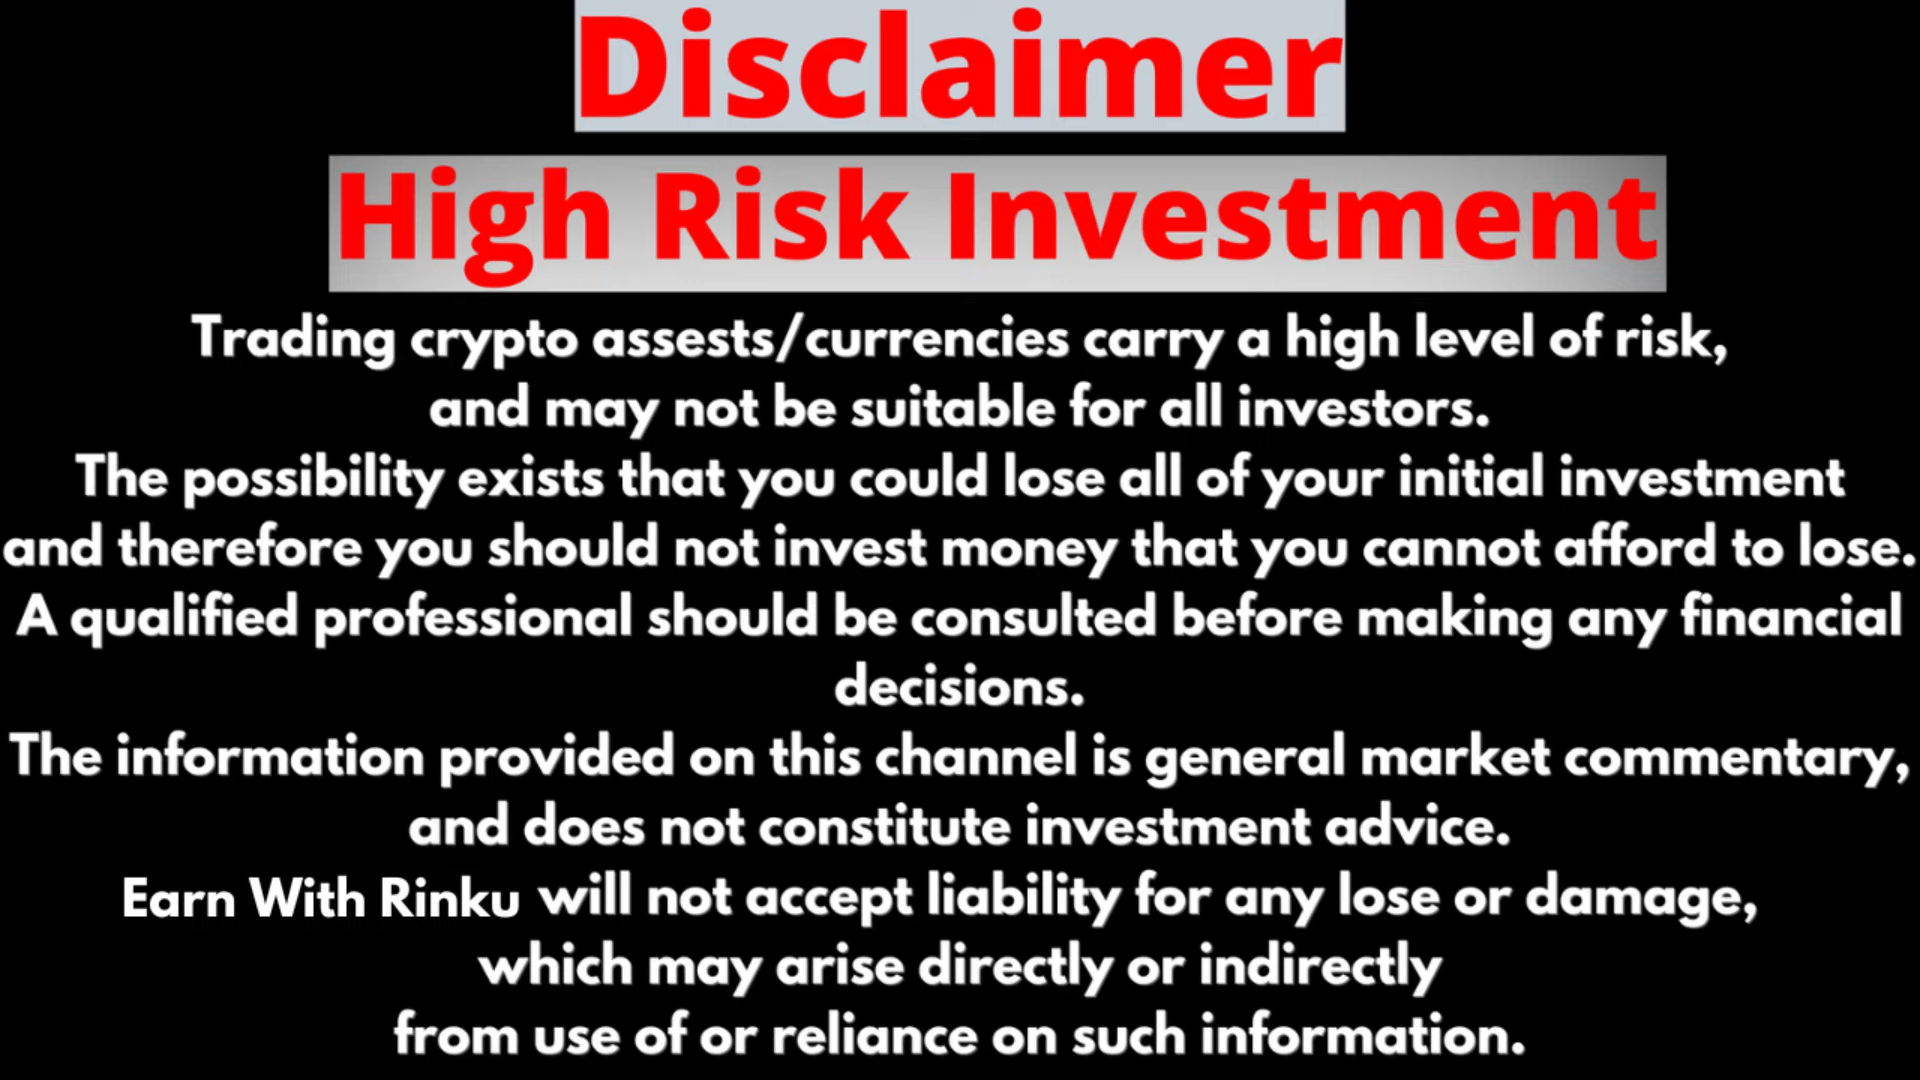 Disclaimer
High Risk Investment
Trading crypto assests/currencies carry a high level of risk,
and may not be suitable for all investors.
The possibility exists that you could lose all of your initial investment
and therefore you should not invest money that you cannot afford to lose.
A qualified professional should be consulted before making any financial
decisions.
The information provided on this channel is general market commentary,
and does not constitute investment advice.
Earn With Rinku will not accept liability for any lose or damage,
which may arise directly or indirectly
from use of or reliance on such information.